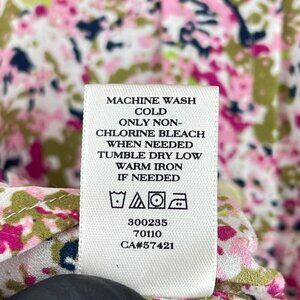 MACHINE WASH
COLD
ONLY NON-
CHLORINE BLEACH
WHEN NEEDED
TUMBLE DRY LOW
WARM IRON
IF NEEDED
300235
70110
CA#57421